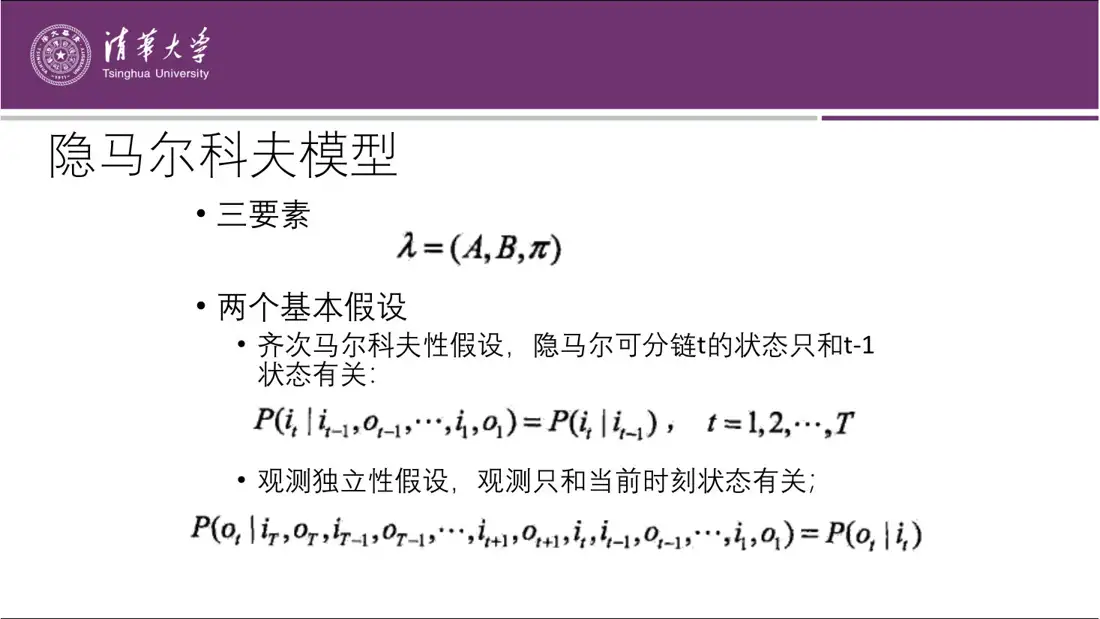 清华大学
Tsinghua University
隐马尔科夫模型
• 三要素
λ = (A, B, π)
• 两个基本假设
• 齐次马尔科夫性假设，隐马尔可分链t的状态只和t-1
状态有关：
P(i_t | i_{t-1}, o_{t-1}, ⋯, i_1, o_1) = P(i_t | i_{t-1}) ， t = 1, 2, ⋯, T
• 观测独立性假设，观测只和当前时刻状态有关；
P(o_t | i_T, o_T, i_{T-1}, o_{T-1}, ⋯, i_{t+1}, o_{t+1}, i_t, i_{t-1}, o_{t-1}, ⋯, i_1, o_1) = P(o_t | i_t)